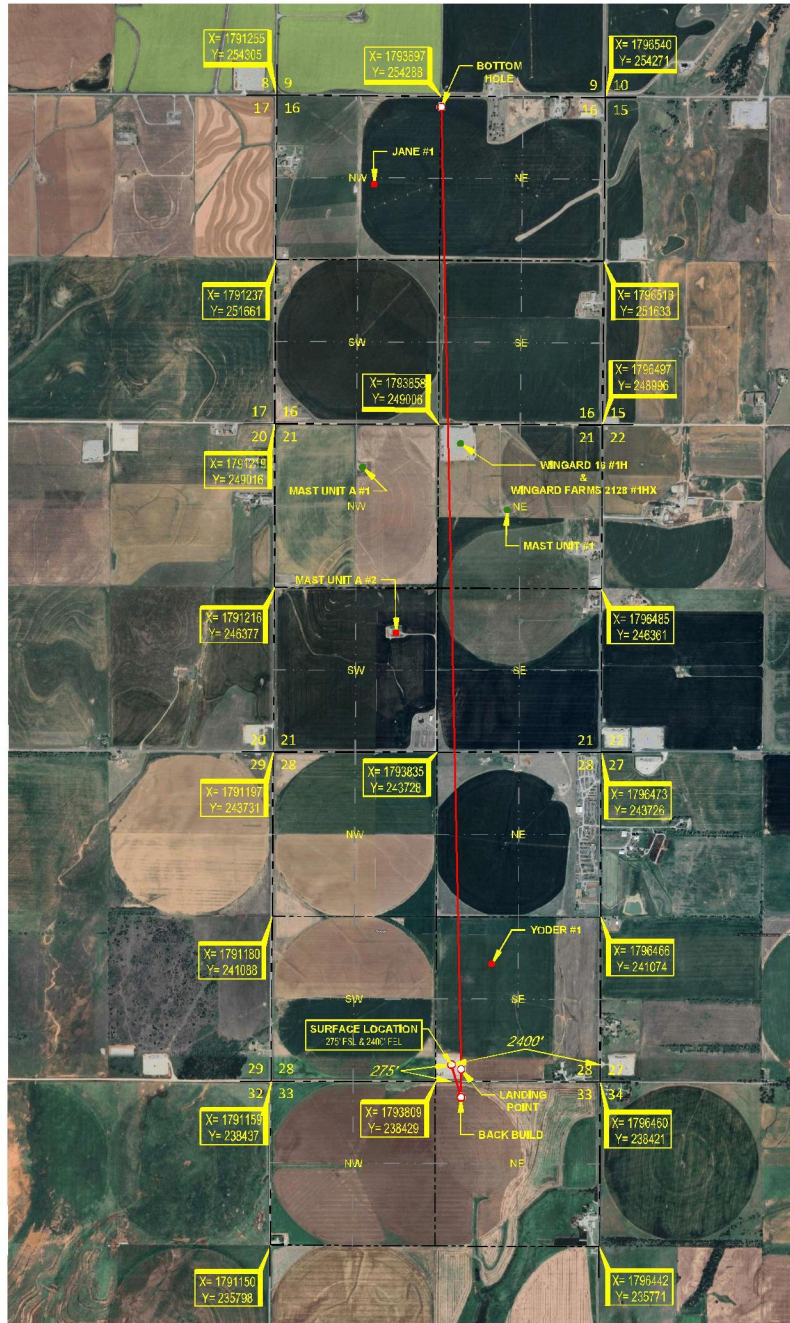 X= 1791255
Y= 254305
X= 1793897
Y= 254288
BOTTOM
HOLE
X= 1796540
Y= 254271
8
9
9
10
17
16
16
15
JANE #1
NW
NE
X= 1791237
Y= 251661
X= 1796518
Y= 251633
SW
SE
X= 1793858
Y= 249006
X= 1796497
Y= 248996
17
16
16
15
20
21
21
22
X= 1791219
Y= 249016
WINGARD 16 #1H
&
WINGARD FARMS 2128 #1HX
MAST UNIT A #1
NW
NE
MAST UNIT #1
MAST UNIT A #2
X= 1791216
Y= 246377
X= 1796485
Y= 246361
SW
SE
20
21
21
22
29
28
28
27
X= 1791197
Y= 243731
X= 1793835
Y= 243728
X= 1796473
Y= 243726
NW
NE
X= 1791180
Y= 241088
YODER #1
X= 1796466
Y= 241074
SW
SE
SURFACE LOCATION
275' FSL & 2400' FEL
2400'
275'
29
28
28
27
32
33
33
34
LANDING
POINT
X= 1791159
Y= 238437
X= 1793809
Y= 238429
BACK BUILD
X= 1796460
Y= 238421
NW
NE
X= 1791150
Y= 235798
X= 1796442
Y= 235771